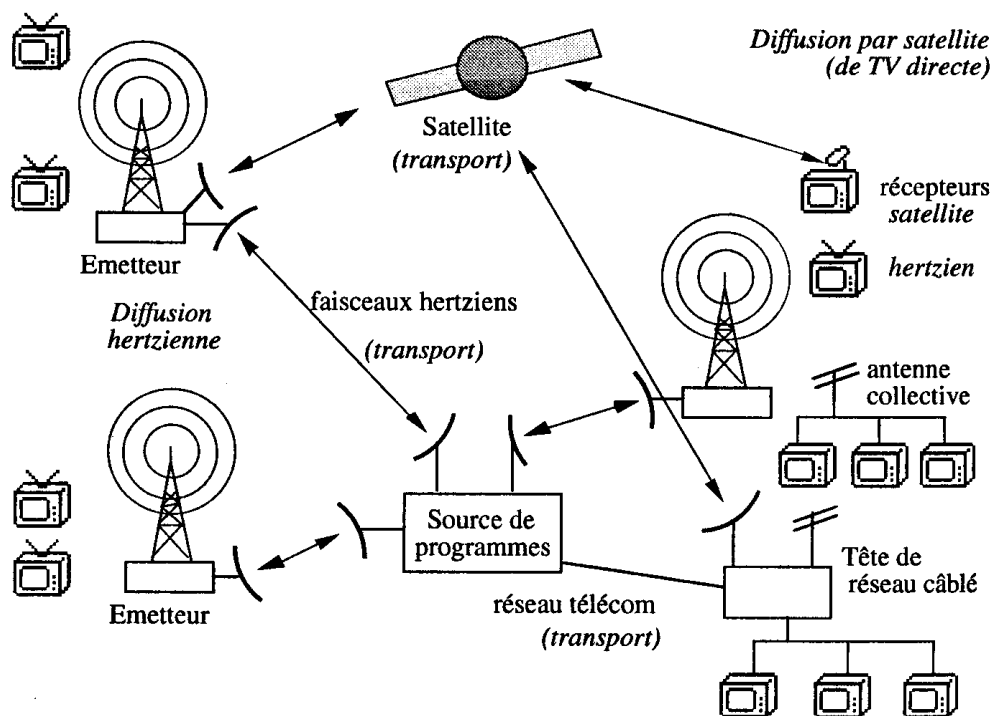 Diffusion par satellite
(de TV directe)
Satellite
(transport)
récepteurs
satellite
Emetteur
hertzien
Diffusion
hertzienne
faisceaux hertziens
(transport)
antenne
collective
Source de
programmes
Tête de
réseau câblé
réseau télécom
(transport)
Emetteur